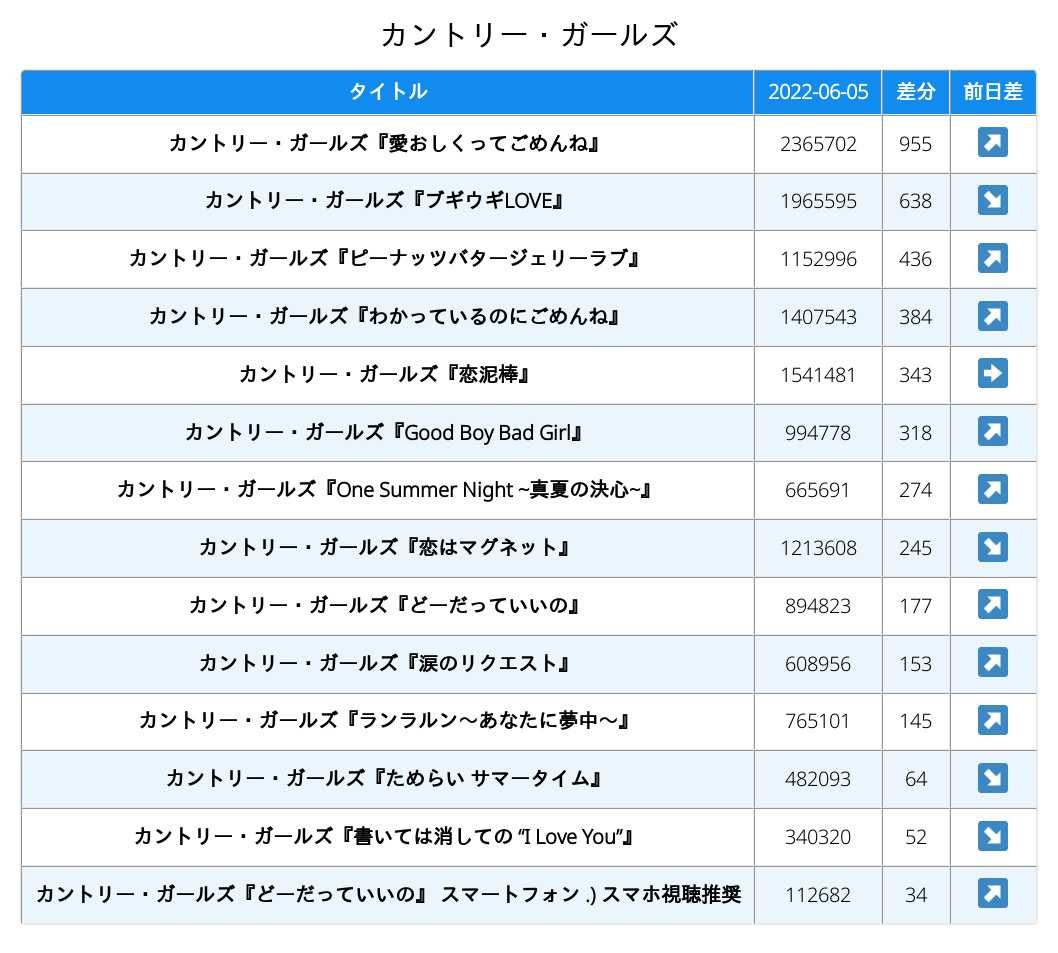 カントリー・ガールズ
タイトル 2022-06-05 差分 前日差
カントリー・ガールズ『愛おしくってごめんね』 2365702 955 ↗
カントリー・ガールズ『ブギウギLOVE』 1965595 638 ↘
カントリー・ガールズ『ピーナッツバタージェリーラブ』 1152996 436 ↗
カントリー・ガールズ『わかっているのにごめんね』 1407543 384 ↗
カントリー・ガールズ『恋泥棒』 1541481 343 ➡
カントリー・ガールズ『Good Boy Bad Girl』 994778 318 ↗
カントリー・ガールズ『One Summer Night ~真夏の決心~』 665691 274 ↗
カントリー・ガールズ『恋はマグネット』 1213608 245 ↘
カントリー・ガールズ『どーだっていいの』 894823 177 ↗
カントリー・ガールズ『涙のリクエスト』 608956 153 ↗
カントリー・ガールズ『ランラルン〜あなたに夢中〜』 765101 145 ↗
カントリー・ガールズ『ためらい サマータイム』 482093 64 ↘
カントリー・ガールズ『書いては消しての “I Love You”』 340320 52 ↘
カントリー・ガールズ『どーだっていいの』 スマートフォン .) スマホ視聴推奨 112682 34 ↗